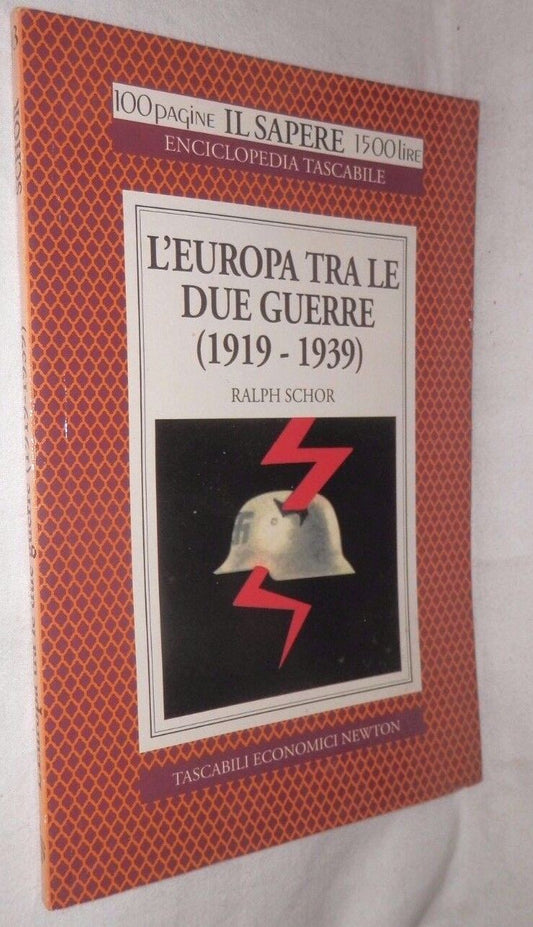 100 PAGINE IL SAPERE 1500 LIRE
ENCICLOPEDIA TASCABILE
L'EUROPA TRA LE
DUE GUERRE
(1919 - 1939)
RALPH SCHOR
TASCABILI ECONOMICI NEWTON
SCHOR